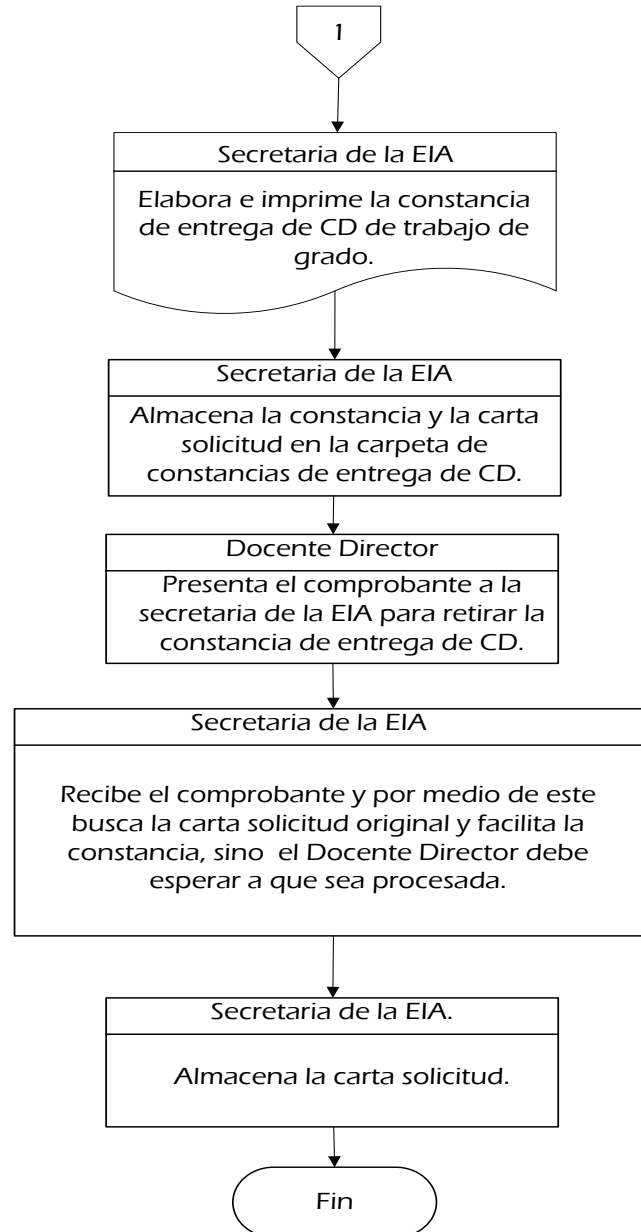 1
Secretaria de la EIA
Elabora e imprime la constancia
de entrega de CD de trabajo de
grado.
Secretaria de la EIA
Almacena la constancia y la carta
solicitud en la carpeta de
constancias de entrega de CD.
Docente Director
Presenta el comprobante a la
secretaria de la EIA para retirar la
constancia de entrega de CD.
Secretaria de la EIA
Recibe el comprobante y por medio de este
busca la carta solicitud original y facilita la
constancia, sino  el Docente Director debe
esperar a que sea procesada.
Secretaria de la EIA.
Almacena la carta solicitud.
Fin